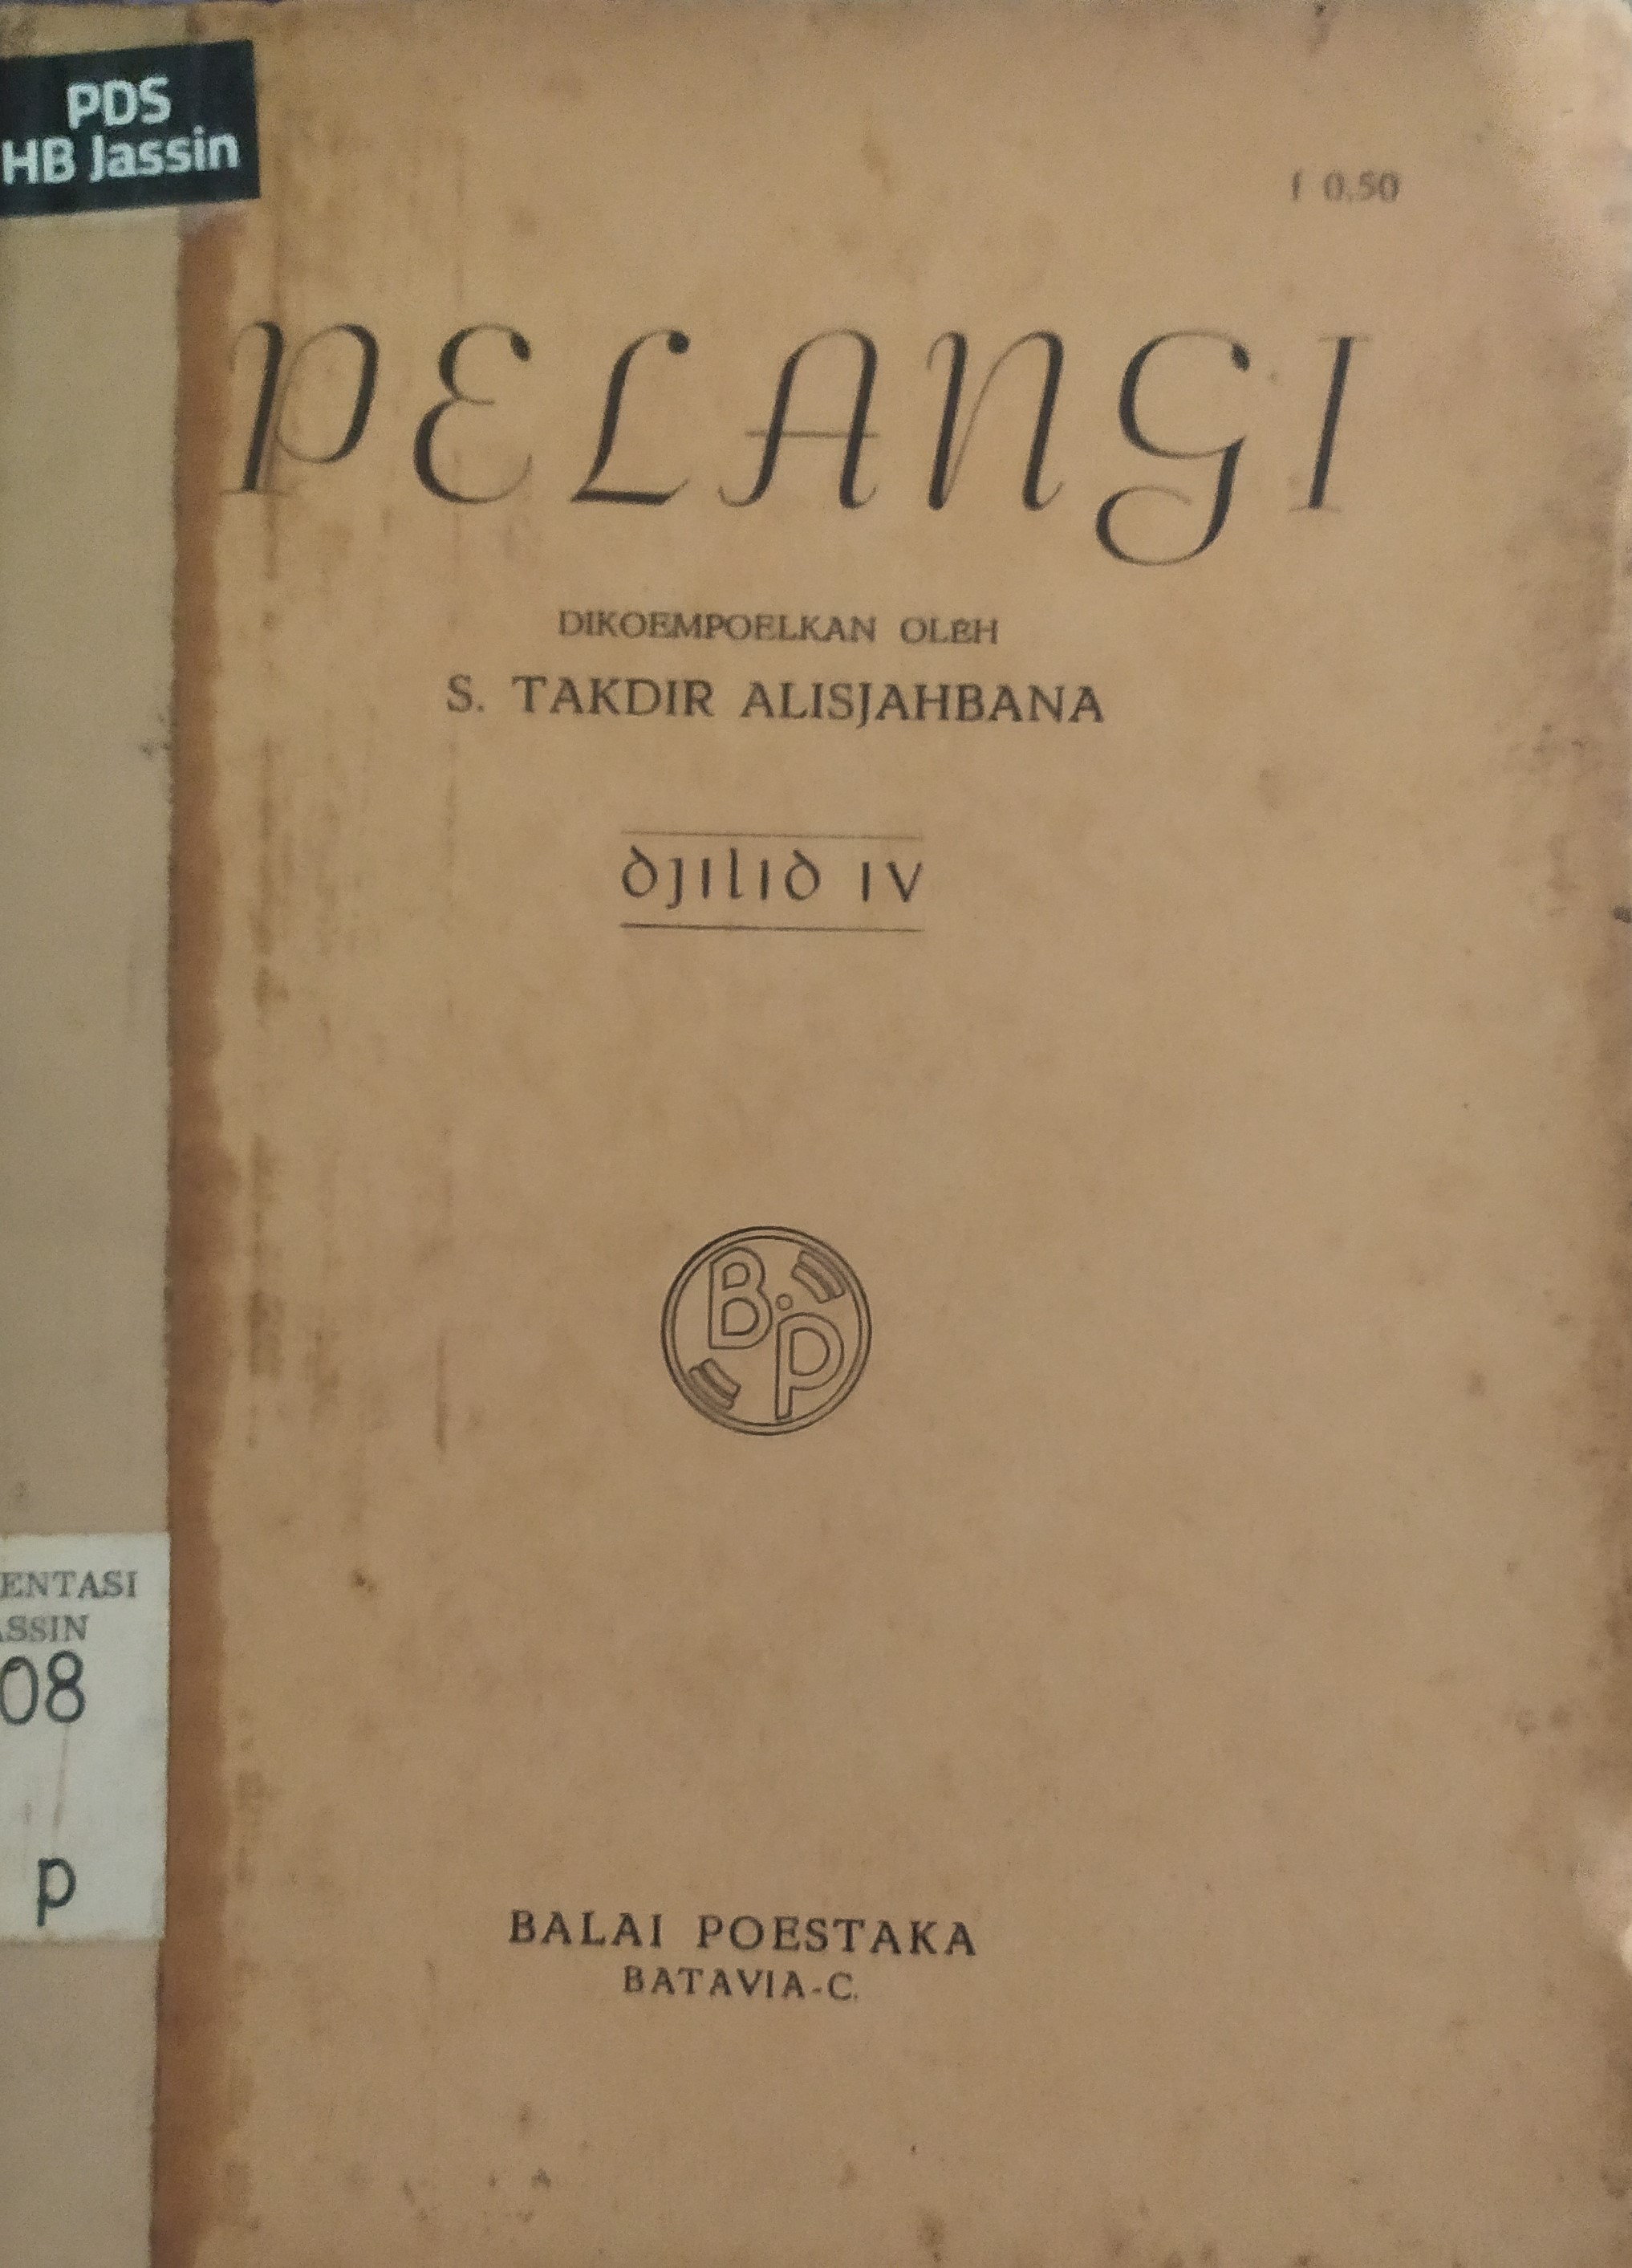 PDS
HB Jassin
f 0.50
PELANGI
DIKOEMPOELKAN OLEH
S. TAKDIR ALISJAHBANA
djilid IV
B.P
ENTASI
ASSIN
08
p
BALAI POESTAKA
BATAVIA-C.